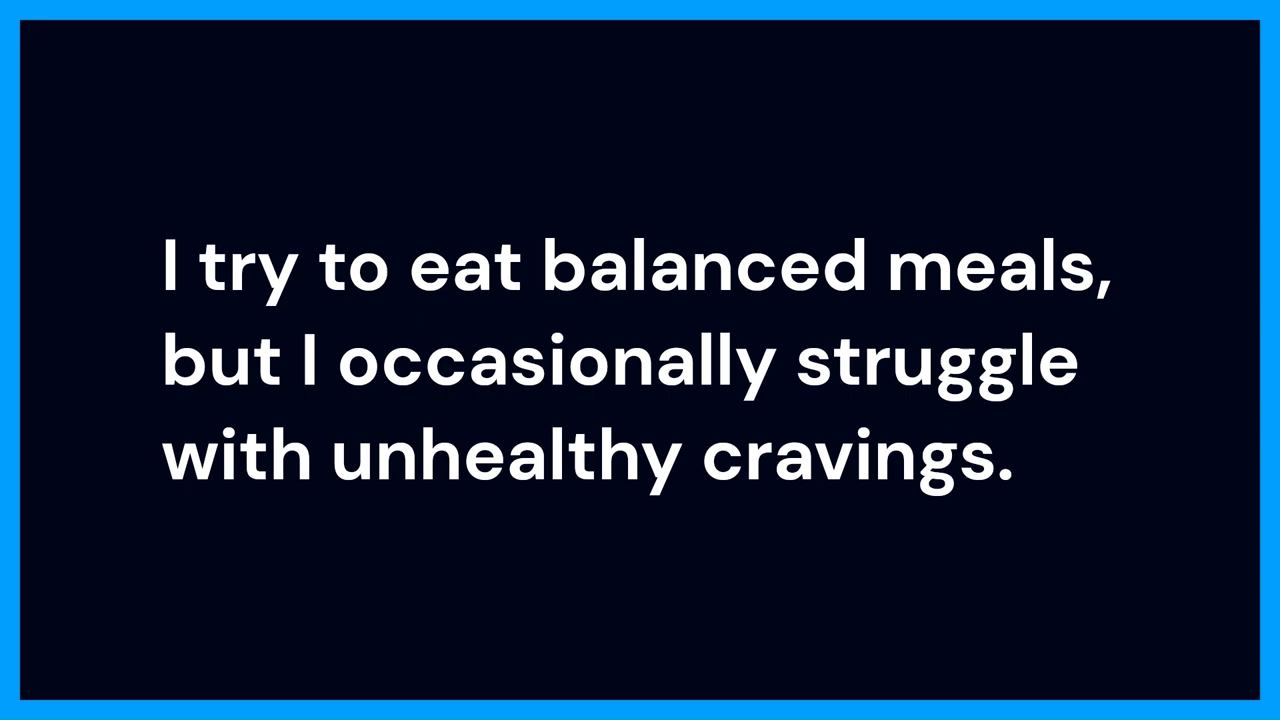 I try to eat balanced meals,
but I occasionally struggle
with unhealthy cravings.